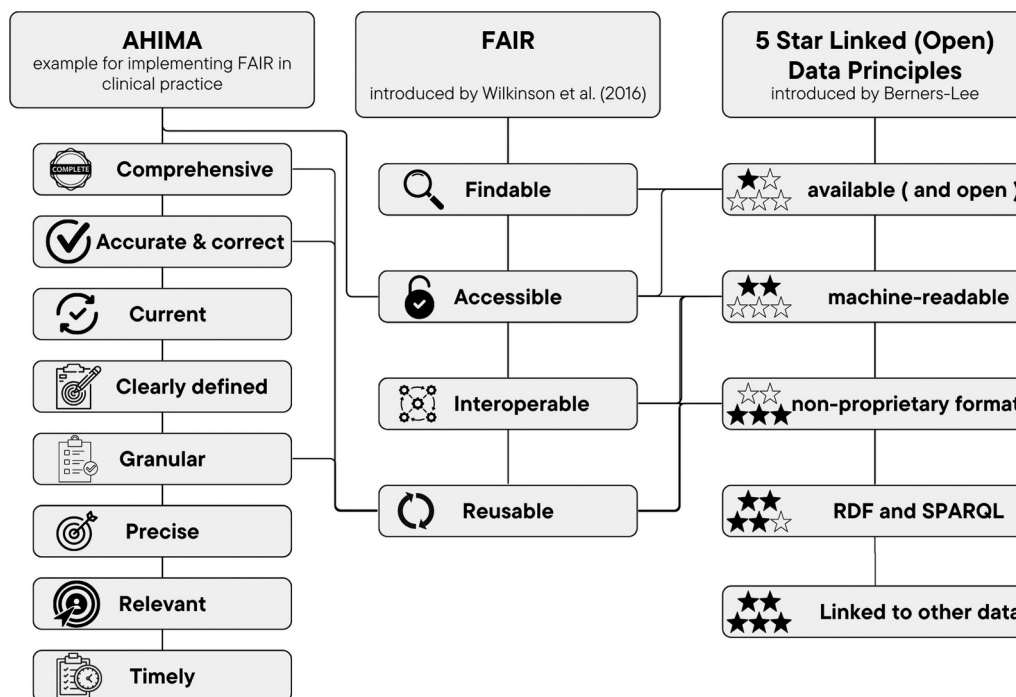 AHIMA
example for implementing FAIR in
clinical practice
COMPLETE
Comprehensive
Accurate & correct
Current
Clearly defined
Granular
Precise
Relevant
Timely
FAIR
introduced by Wilkinson et al. (2016)
Findable
Accessible
Interoperable
Reusable
5 Star Linked (Open)
Data Principles
introduced by Berners-Lee
available ( and open )
machine-readable
non-proprietary format
RDF and SPARQL
Linked to other data